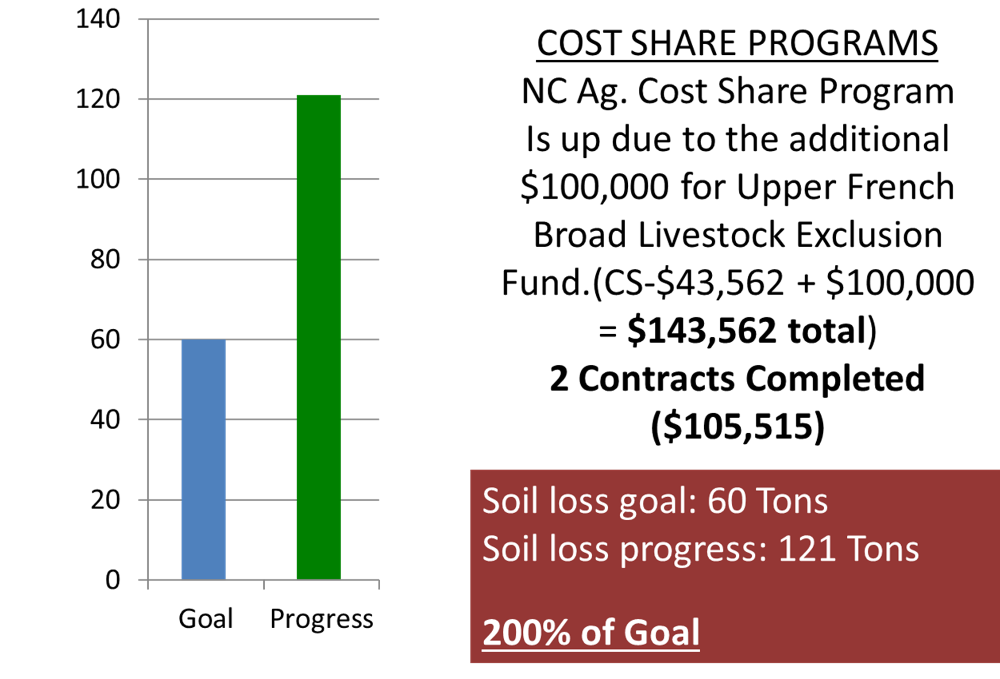 140
120
100
80
60
40
20
0
Goal Progress
COST SHARE PROGRAMS
NC Ag. Cost Share Program
Is up due to the additional
$100,000 for Upper French
Broad Livestock Exclusion
Fund.(CS-$43,562 + $100,000
= $143,562 total)
2 Contracts Completed
($105,515)
Soil loss goal: 60 Tons
Soil loss progress: 121 Tons
200% of Goal